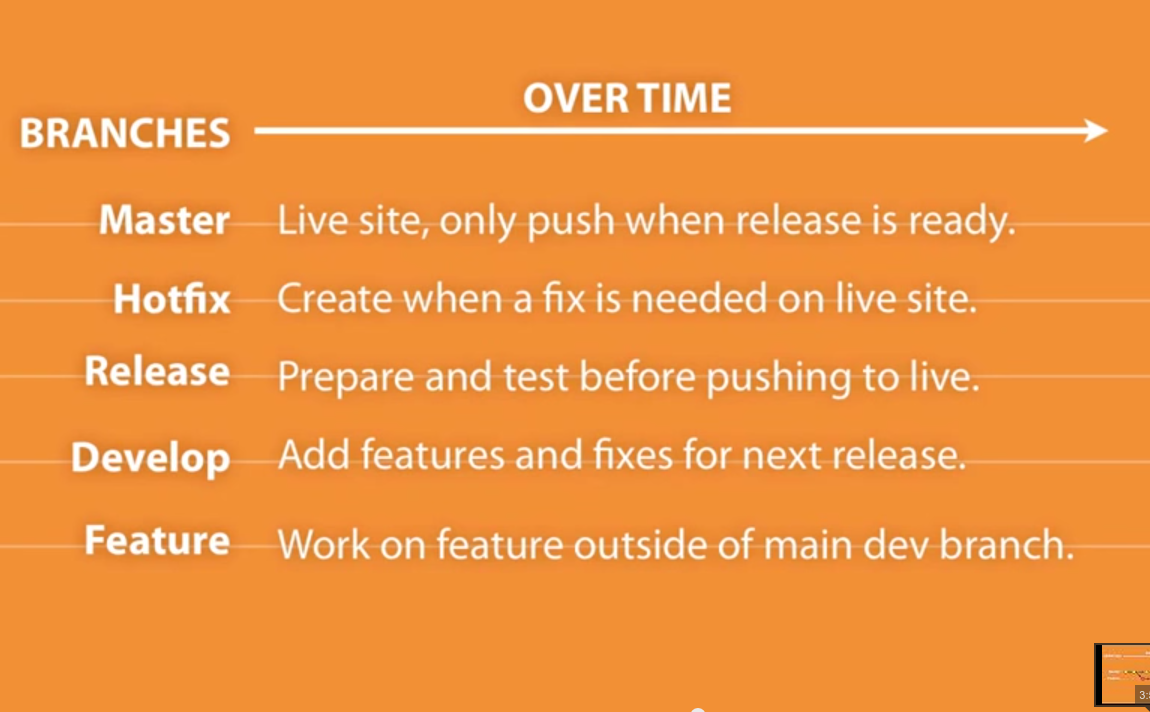 OVER TIME
BRANCHES
Master Live site, only push when release is ready.
Hotfix Create when a fix is needed on live site.
Release Prepare and test before pushing to live.
Develop Add features and fixes for next release.
Feature Work on feature outside of main dev branch.